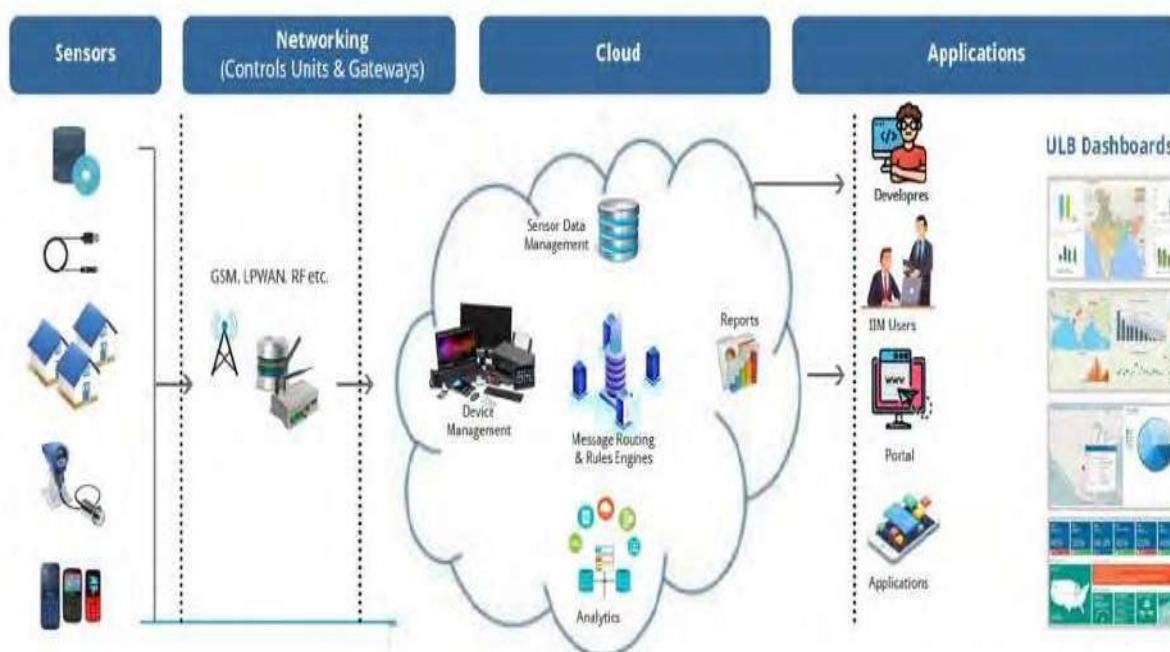 Sensors
Networking
(Controls Units & Gateways)
Cloud
Applications
ULB Dashboards
GSM, LPWAN, RF etc.
Sensor Data
Management
Device
Management
Message Routing
& Rules Engines
Reports
Analytics
Developres
IIM Users
WWV
Portal
Applications